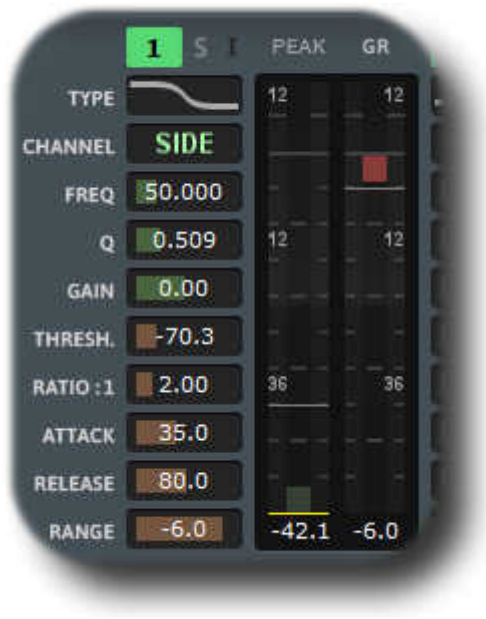 1 S I PEAK GR
TYPE 12 12
CHANNEL SIDE
FREQ 50.000
Q 0.509 12 12
GAIN 0.00
THRESH. -70.3
RATIO :1 2.00 36 36
ATTACK 35.0
RELEASE 80.0
RANGE -6.0 -42.1 -6.0